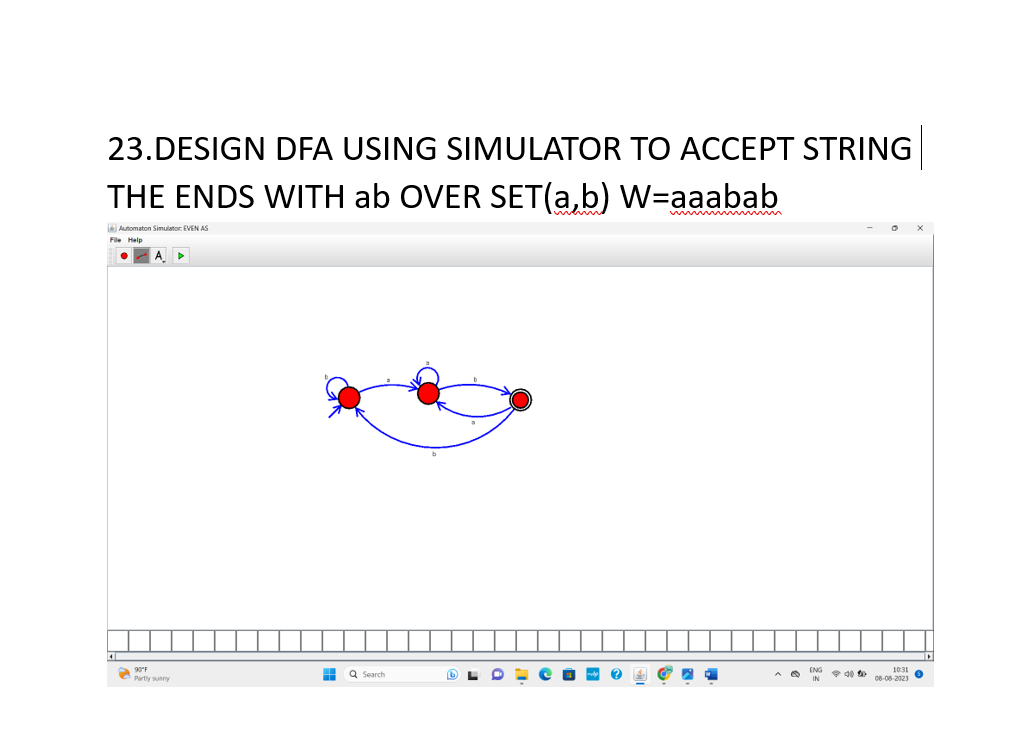 23.DESIGN DFA USING SIMULATOR TO ACCEPT STRING
THE ENDS WITH ab OVER SET(a,b) W=aaabab
Automaton Simulator: EVEN AS
File Help
A
a
b
a
b
a
b
90°F
Partly sunny
Search
ENG
IN
10:31
08-08-2023